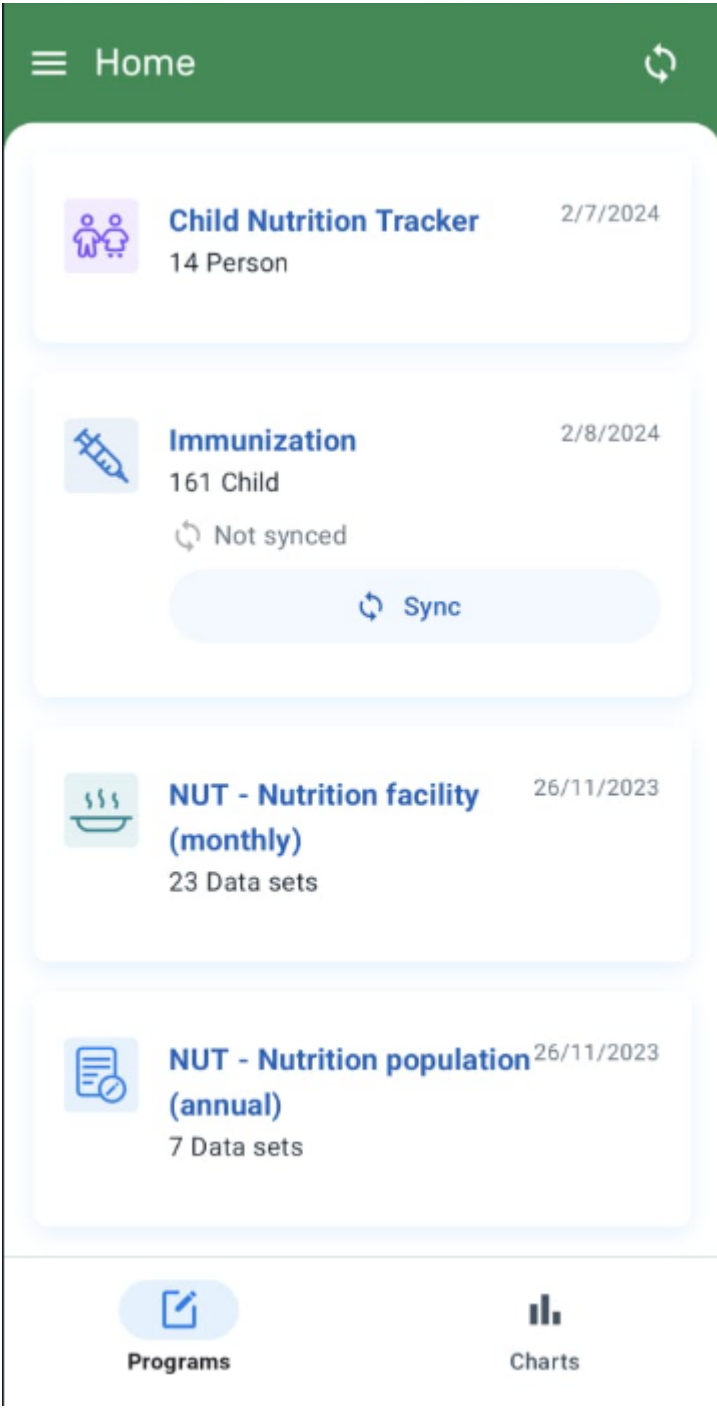 Home
Child Nutrition Tracker
2/7/2024
14 Person
Immunization
2/8/2024
161 Child
Not synced
Sync
NUT - Nutrition facility
26/11/2023
(monthly)
23 Data sets
NUT - Nutrition population
26/11/2023
(annual)
7 Data sets
Programs
Charts